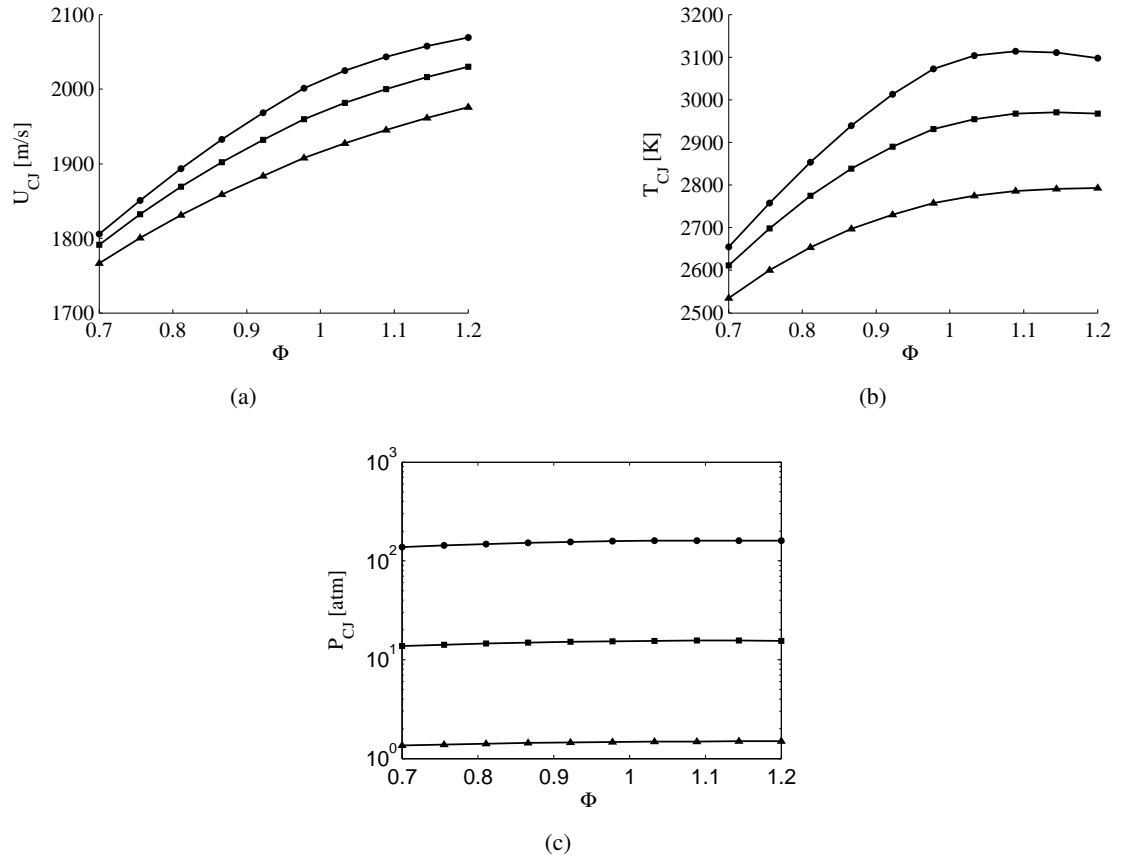 2100
2000
1900
1800
1700
U_CJ [m/s]
0.7 0.8 0.9 1 1.1 1.2
Φ
(a)
3200
3100
3000
2900
2800
2700
2600
2500
T_CJ [K]
0.7 0.8 0.9 1 1.1 1.2
Φ
(b)
10^3
10^2
10^1
10^0
P_CJ [atm]
0.7 0.8 0.9 1 1.1 1.2
Φ
(c)